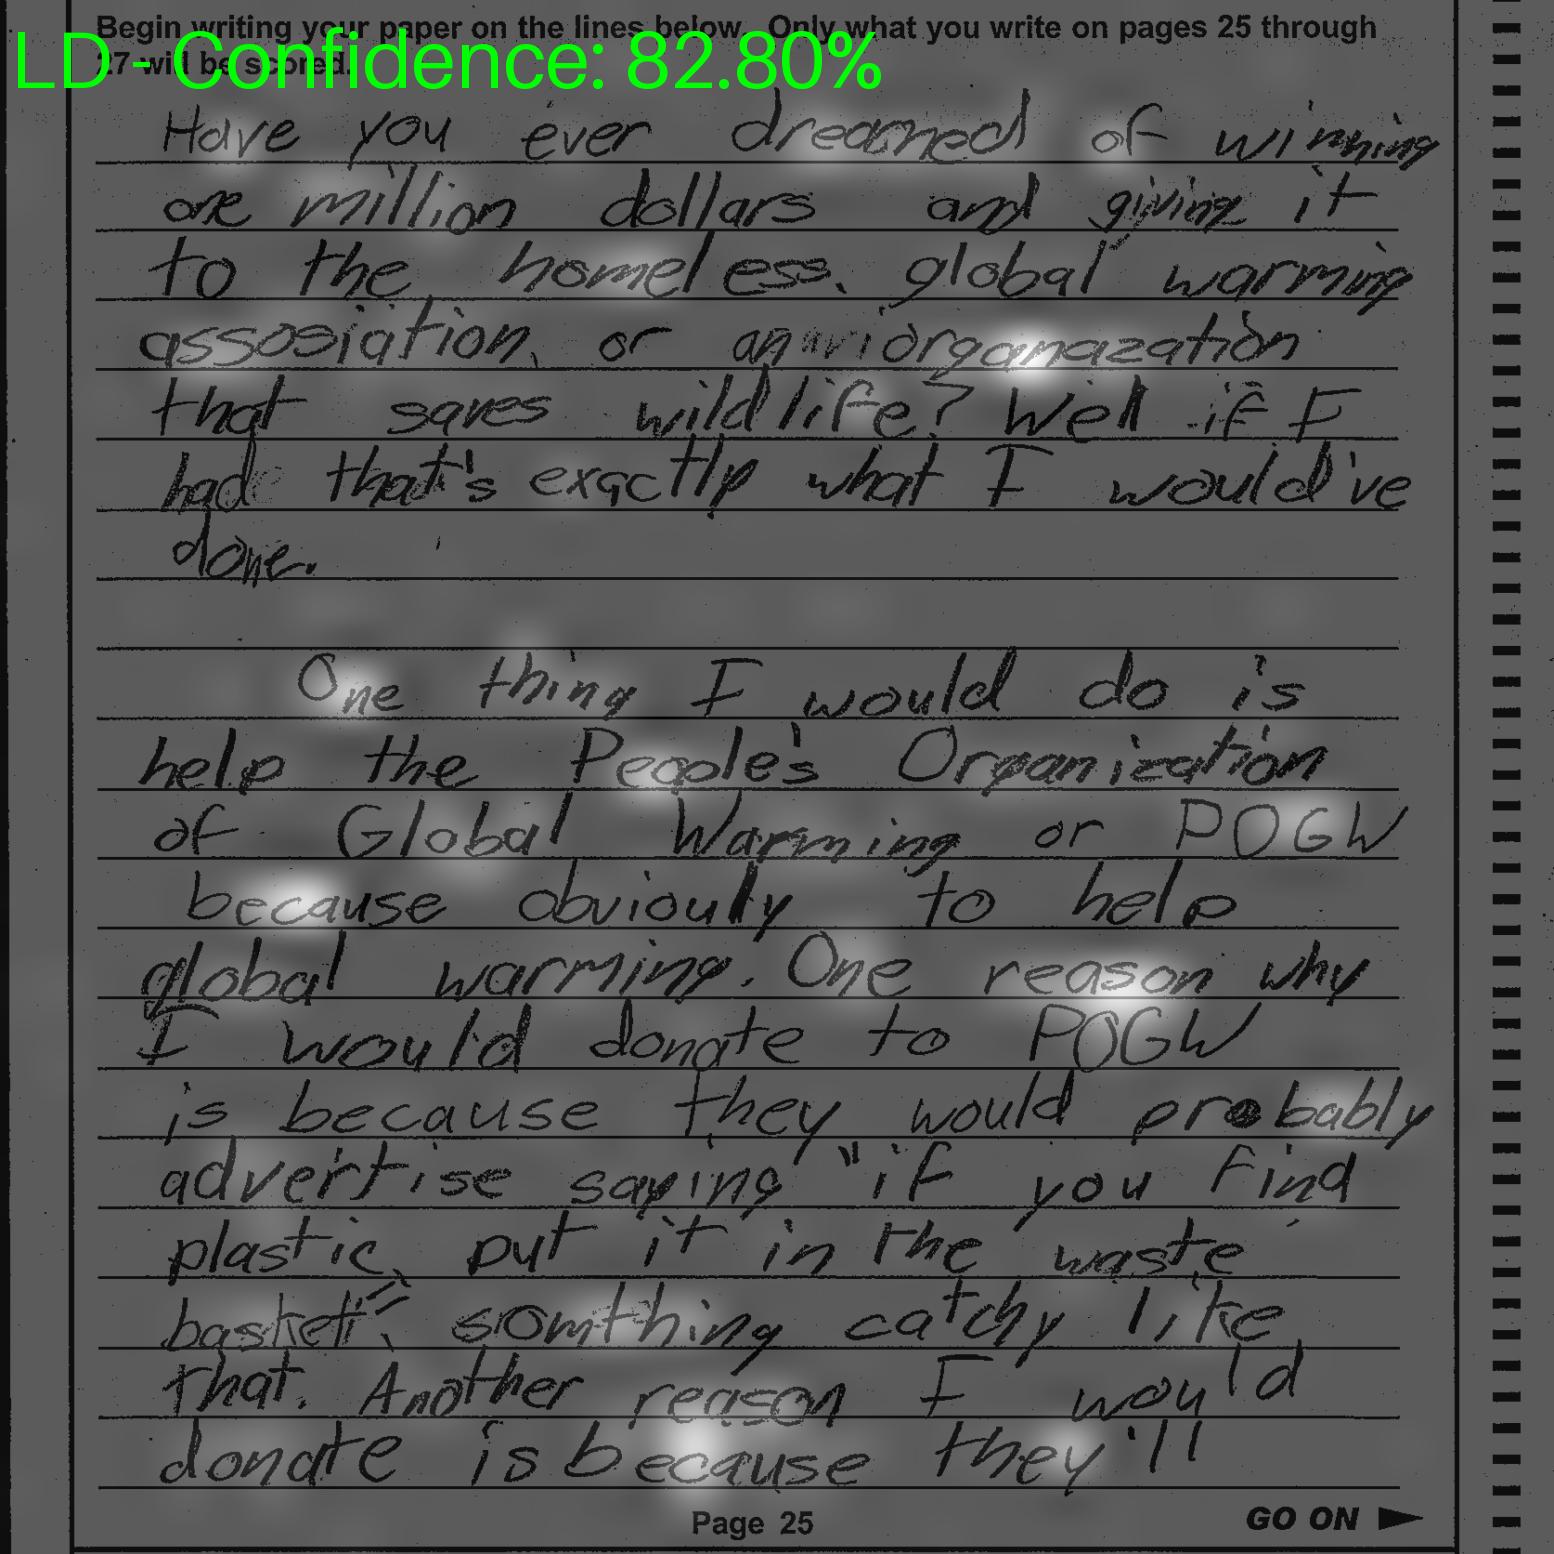 Begin writing your paper on the lines below. Only what you write on pages 25 through
27 will be scored.
LD - Confidence: 82.80%
Have you ever dreamed of winning
one million dollars and giving it
to the homeless, global warming
assosiation, or an organazation
that saves wildlife? Well if I
had that's exactly what I would've
done.
One thing I would do is
help the People's Organization
of Global Warming or POGW
because obviouly to help
global warming. One reason why
I would donate to POGW
is because they would probably
advertise saying "if you find
plastic, put it in the waste
basket", somthing catchy like
that. Another reason I would
donate is because they'll
Page 25
GO ON